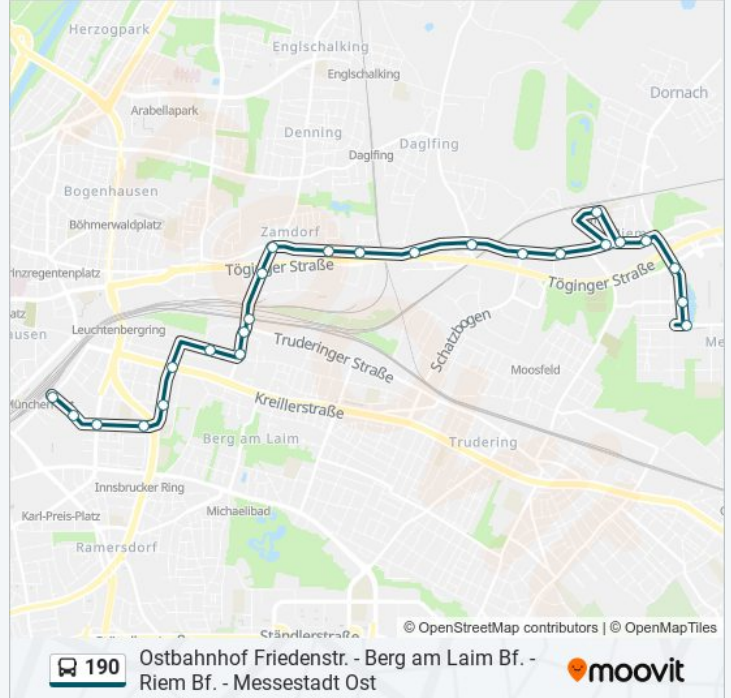 Herzogpark
Englschalking
Englschalking
Dornach
Arabellapark
Denning
Daglfing
Daglfing
Bogenhausen
Böhmerwaldplatz
Zamdorf
Töginger Straße
Töginger Straße
Leuchtenbergring
Truderinger Straße
Schatzbogen
Moosfeld
Kreillerstraße
Berg am Laim
Trudering
Innsbrucker Ring
Karl-Preis-Platz
Michaelibad
Ramersdorf
Ständlerstraße
© OpenStreetMap contributors | © OpenMapTiles
190
Ostbahnhof Friedenstr. - Berg am Laim Bf. -
Riem Bf. - Messestadt Ost
moovit